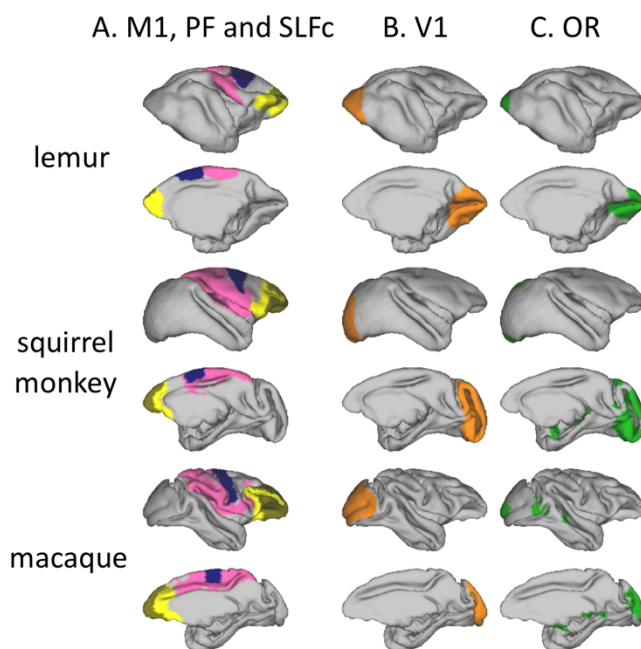 A. M1, PF and SLFc B. V1 C. OR
lemur
squirrel
monkey
macaque